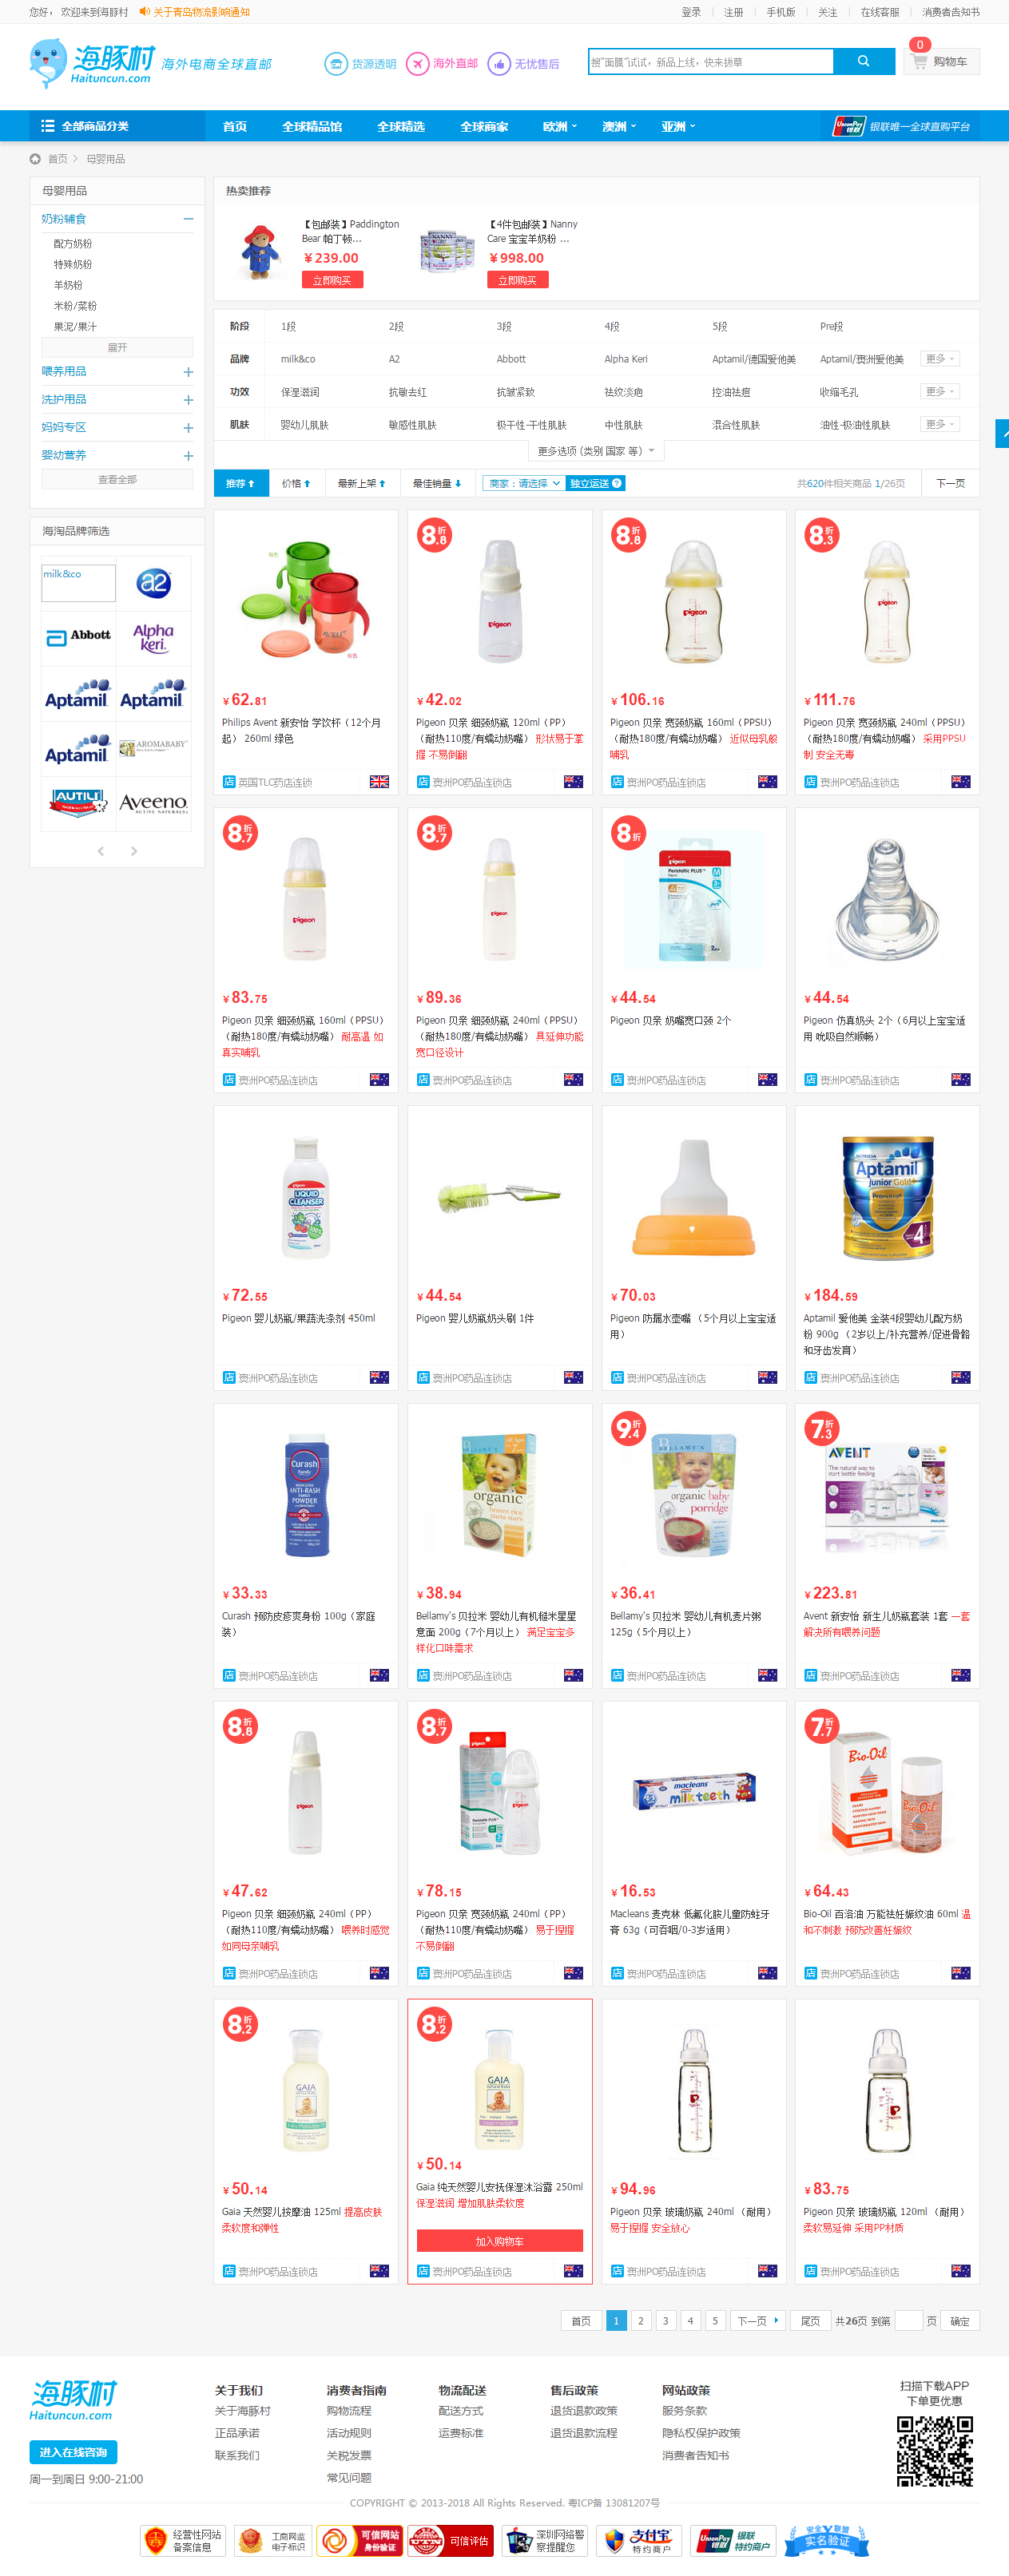 您好， 欢迎来到海豚村 关于青岛物流影响通知
登录 注册 手机版 关注 在线客服 消费者告知书
海豚村
Haituncun.com
海外电商全球直邮
货源透明 海外直邮 无忧售后
搜"面膜"试试，新品上线，快来拔草
0
购物车
全部商品分类 首页 全球精品馆 全球精选 全球商家 欧洲 澳洲 亚洲
UnionPay 银联 银联唯一全球直购平台
首页 母婴用品
母婴用品
奶粉辅食
配方奶粉
特殊奶粉
羊奶粉
米粉/菜粉
果泥/果汁
展开
喂养用品
洗护用品
妈妈专区
婴幼营养
查看全部
海淘品牌筛选
milk&co a2
Abbott Alpha keri.
Aptamil Aptamil
Aptamil AROMABABY
AUTILI Aveeno
ACTIVE NATURALS
热卖推荐
【包邮装】Paddington
Bear 帕丁顿...
¥239.00
立即购买
【4件包邮装】Nanny
Care 宝宝羊奶粉 ...
¥998.00
立即购买
阶段 1段 2段 3段 4段 5段 Pre段
品牌 milk&co A2 Abbott Alpha Keri Aptamil/德国爱他美 Aptamil/澳洲爱他美 更多
功效 保湿滋润 抗敏去红 抗皱紧致 祛纹淡疤 控油祛痘 收缩毛孔 更多
肌肤 婴幼儿肌肤 敏感性肌肤 极干性-干性肌肤 中性肌肤 混合性肌肤 油性-极油性肌肤 更多
更多选项 (类别 国家 等)
推荐 价格 最新上架 最佳销量 商家：请选择 独立运送 ?
共620件相关商品 1/26页 下一页
¥62.81
Philips Avent 新安怡 学饮杯（12个月
起） 260ml 绿色
英国TLC药店连锁
8.8折
¥42.02
Pigeon 贝亲 细颈奶瓶 120ml（PP）
（耐热110度/有蠕动奶嘴） 形状易于掌
握 不易倒翻
澳洲PO药品连锁店
8.8折
¥106.16
Pigeon 贝亲 宽颈奶瓶 160ml（PPSU）
（耐热180度/有蠕动奶嘴） 近似母乳般
哺乳
澳洲PO药品连锁店
8.3折
¥111.76
Pigeon 贝亲 宽颈奶瓶 240ml（PPSU）
（耐热180度/有蠕动奶嘴） 采用PPSU
制 安全无毒
澳洲PO药品连锁店
8.7折
¥83.75
Pigeon 贝亲 细颈奶瓶 160ml（PPSU）
（耐热180度/有蠕动奶嘴） 耐高温 如
真实哺乳
澳洲PO药品连锁店
8.7折
¥89.36
Pigeon 贝亲 细颈奶瓶 240ml（PPSU）
（耐热180度/有蠕动奶嘴） 具延伸功能
宽口径设计
澳洲PO药品连锁店
8折
¥44.54
Pigeon 贝亲 奶嘴宽口颈 2个
澳洲PO药品连锁店
¥44.54
Pigeon 仿真奶头 2个（6月以上宝宝适
用 吮吸自然顺畅）
澳洲PO药品连锁店
¥72.55
Pigeon 婴儿奶瓶/果蔬洗涤剂 450ml
澳洲PO药品连锁店
¥44.54
Pigeon 婴儿奶瓶奶头刷 1件
澳洲PO药品连锁店
¥70.03
Pigeon 防漏水壶嘴 （5个月以上宝宝适
用）
澳洲PO药品连锁店
¥184.59
Aptamil 爱他美 金装4段婴幼儿配方奶
粉 900g （2岁以上/补充营养/促进骨骼
和牙齿发育）
澳洲PO药品连锁店
¥33.33
Curash 预防皮疹爽身粉 100g（家庭
装）
澳洲PO药品连锁店
¥38.94
Bellamy's 贝拉米 婴幼儿有机糙米星星
意面 200g（7个月以上） 满足宝宝多
样化口味需求
澳洲PO药品连锁店
9.4折
¥36.41
Bellamy's 贝拉米 婴幼儿有机麦片粥
125g（5个月以上）
澳洲PO药品连锁店
7.3折
¥223.81
Avent 新安怡 新生儿奶瓶套装 1套 一套
解决所有喂养问题
澳洲PO药品连锁店
8.8折
¥47.62
Pigeon 贝亲 细颈奶瓶 240ml（PP）
（耐热110度/有蠕动奶嘴） 喂养时感觉
如同母亲哺乳
澳洲PO药品连锁店
8.7折
¥78.15
Pigeon 贝亲 宽颈奶瓶 240ml（PP）
（耐热110度/有蠕动奶嘴） 易于捏握
不易倒翻
澳洲PO药品连锁店
¥16.53
Macleans 麦克林 低氟化胺儿童防蛀牙
膏 63g（可吞咽/0-3岁适用）
澳洲PO药品连锁店
7.7折
¥64.43
Bio-Oil 百洛油 万能祛妊娠纹油 60ml 温
和不刺激 预防改善妊娠纹
澳洲PO药品连锁店
8.2折
¥50.14
Gaia 天然婴儿按摩油 125ml 提高皮肤
柔软度和弹性
澳洲PO药品连锁店
8.2折
¥50.14
Gaia 纯天然婴儿安抚保湿沐浴露 250ml
保湿滋润 增加肌肤柔软度
加入购物车
澳洲PO药品连锁店
¥94.96
Pigeon 贝亲 玻璃奶瓶 240ml （耐用）
易于捏握 安全放心
澳洲PO药品连锁店
¥83.75
Pigeon 贝亲 玻璃奶瓶 120ml （耐用）
柔软易延伸 采用PP材质
澳洲PO药品连锁店
首页 1 2 3 4 5 下一页 尾页 共26页 到第 页 确定
海豚村
Haituncun.com
进入在线咨询
周一到周日 9:00-21:00
关于我们
关于海豚村
正品承诺
联系我们
消费者指南
购物流程
活动规则
关税发票
常见问题
物流配送
配送方式
运费标准
售后政策
退货退款政策
退货退款流程
网站政策
服务条款
隐私权保护政策
消费者告知书
扫描下载APP
下单更优惠
COPYRIGHT © 2013-2018 All Rights Reserved. 粤ICP备 13081207号
经营性网站
备案信息
工商网监
电子标识
可信网站
身份验证
可信评估
深圳网络警
察提醒您
支付宝
特约商户
UnionPay 银联
特约商户
安全联盟
实名验证